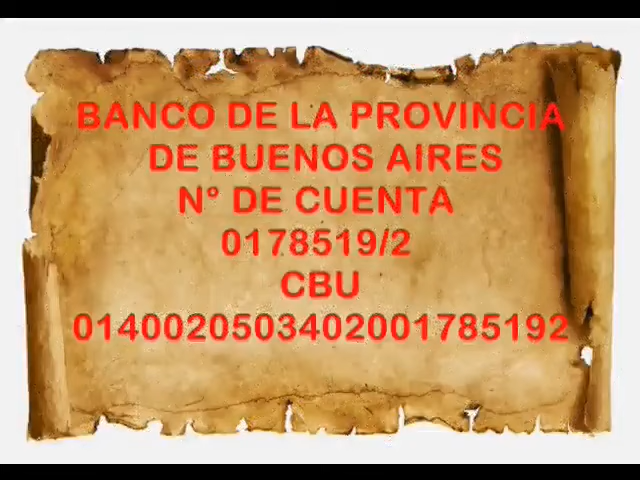 BANCO DE LA PROVINCIA
DE BUENOS AIRES
N° DE CUENTA
0178519/2
CBU
0140020503402001785192